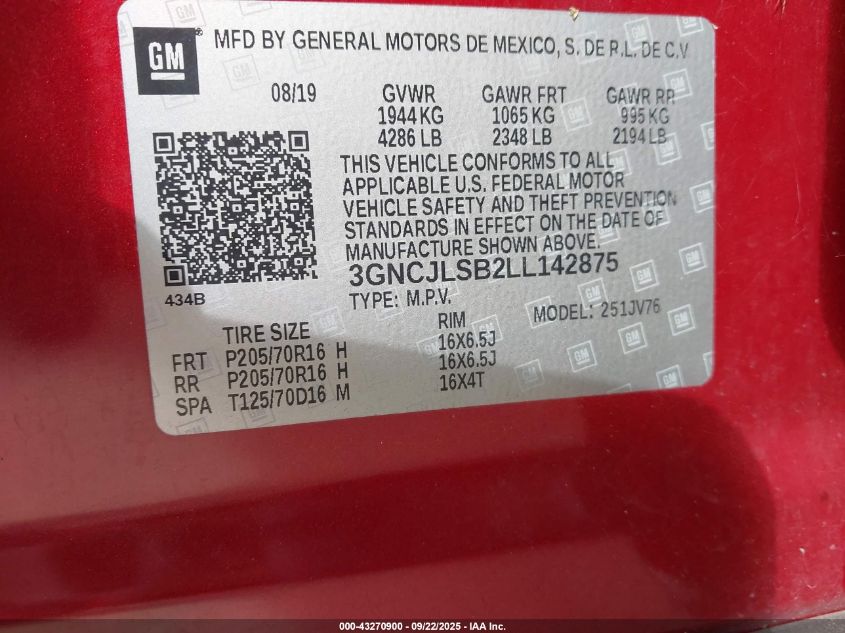 GM
MFD BY GENERAL MOTORS DE MEXICO, S. DE R.L. DE C.V
08/19 GVWR GAWR FRT GAWR RR
1944 KG 1065 KG 995 KG
4286 LB 2348 LB 2194 LB
THIS VEHICLE CONFORMS TO ALL
APPLICABLE U.S. FEDERAL MOTOR
VEHICLE SAFETY AND THEFT PREVENTION
STANDARDS IN EFFECT ON THE DATE OF
MANUFACTURE SHOWN ABOVE.
3GNCJLSB2LL142875
434B
TYPE: M.P.V. MODEL: 251JV76
TIRE SIZE RIM
FRT P205/70R16 H 16X6.5J
RR P205/70R16 H 16X6.5J
SPA T125/70D16 M 16X4T
000-43270900 - 09/22/2025 - IAA Inc.